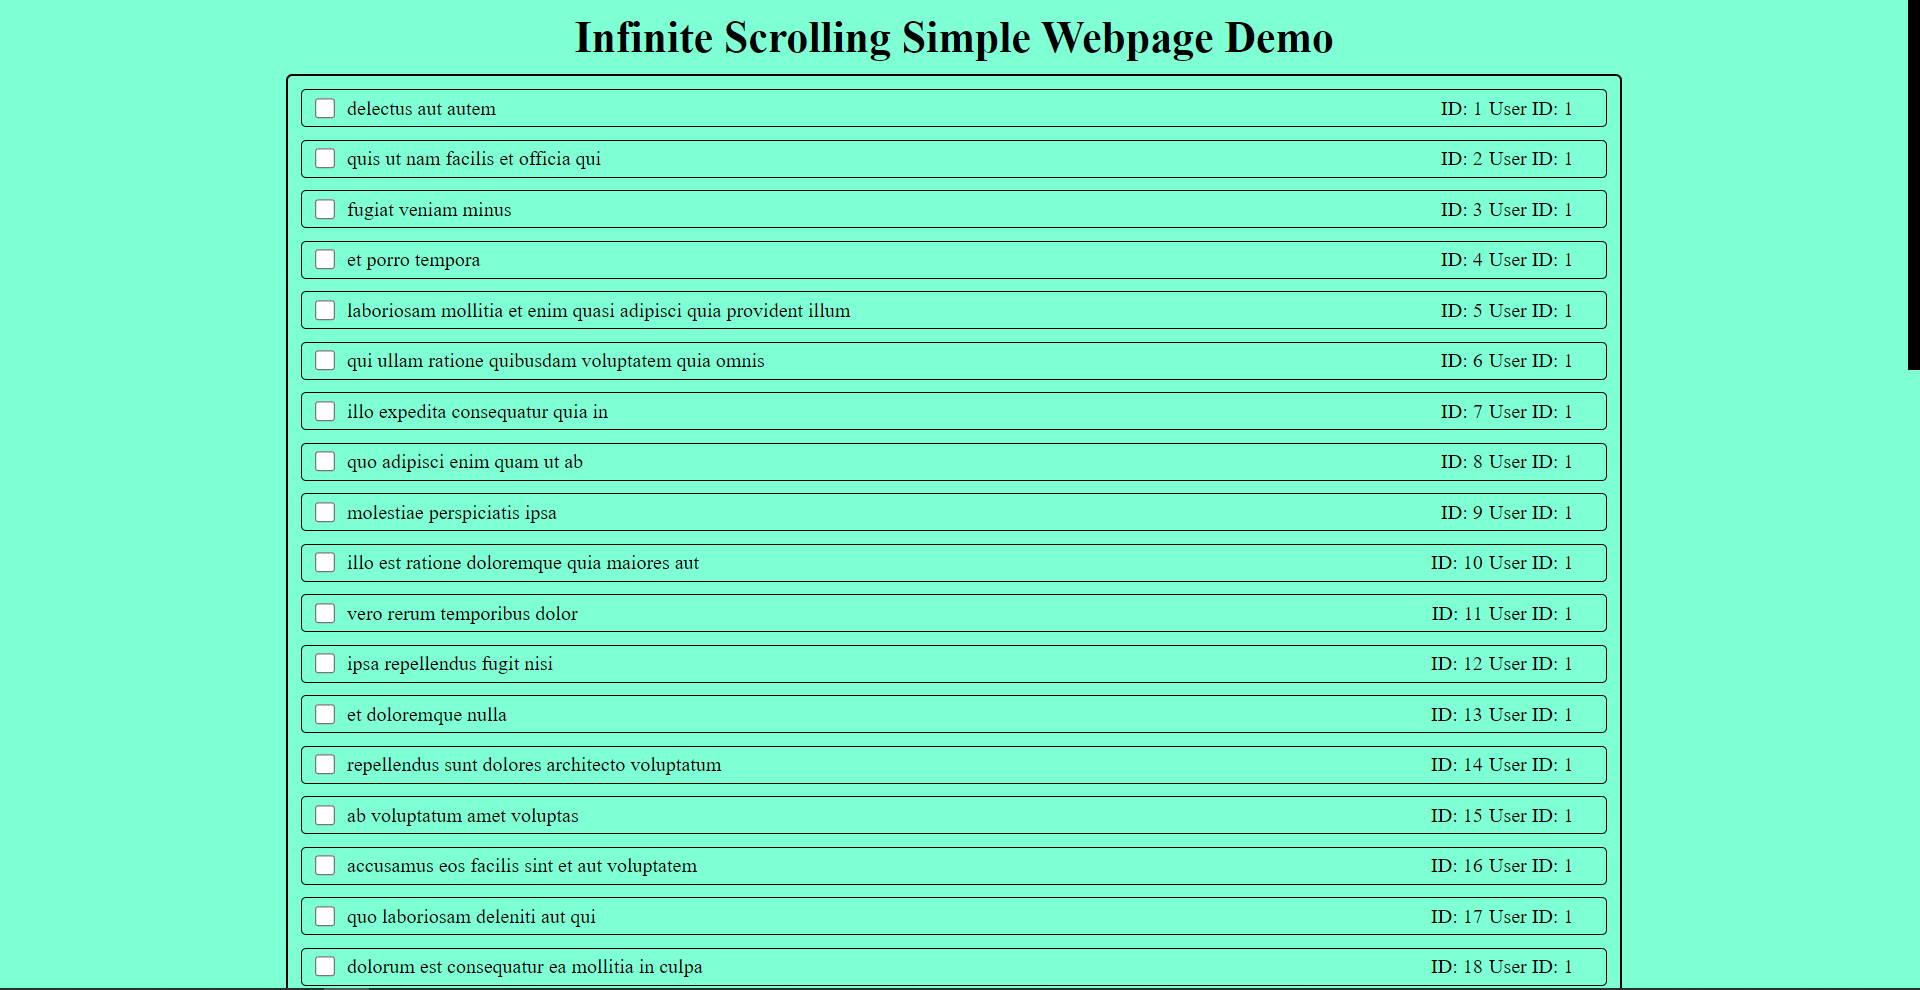 Infinite Scrolling Simple Webpage Demo
delectus aut autem ID: 1 User ID: 1
quis ut nam facilis et officia qui ID: 2 User ID: 1
fugiat veniam minus ID: 3 User ID: 1
et porro tempora ID: 4 User ID: 1
laboriosam mollitia et enim quasi adipisci quia provident illum ID: 5 User ID: 1
qui ullam ratione quibusdam voluptatem quia omnis ID: 6 User ID: 1
illo expedita consequatur quia in ID: 7 User ID: 1
quo adipisci enim quam ut ab ID: 8 User ID: 1
molestiae perspiciatis ipsa ID: 9 User ID: 1
illo est ratione doloremque quia maiores aut ID: 10 User ID: 1
vero rerum temporibus dolor ID: 11 User ID: 1
ipsa repellendus fugit nisi ID: 12 User ID: 1
et doloremque nulla ID: 13 User ID: 1
repellendus sunt dolores architecto voluptatum ID: 14 User ID: 1
ab voluptatum amet voluptas ID: 15 User ID: 1
accusamus eos facilis sint et aut voluptatem ID: 16 User ID: 1
quo laboriosam deleniti aut qui ID: 17 User ID: 1
dolorum est consequatur ea mollitia in culpa ID: 18 User ID: 1